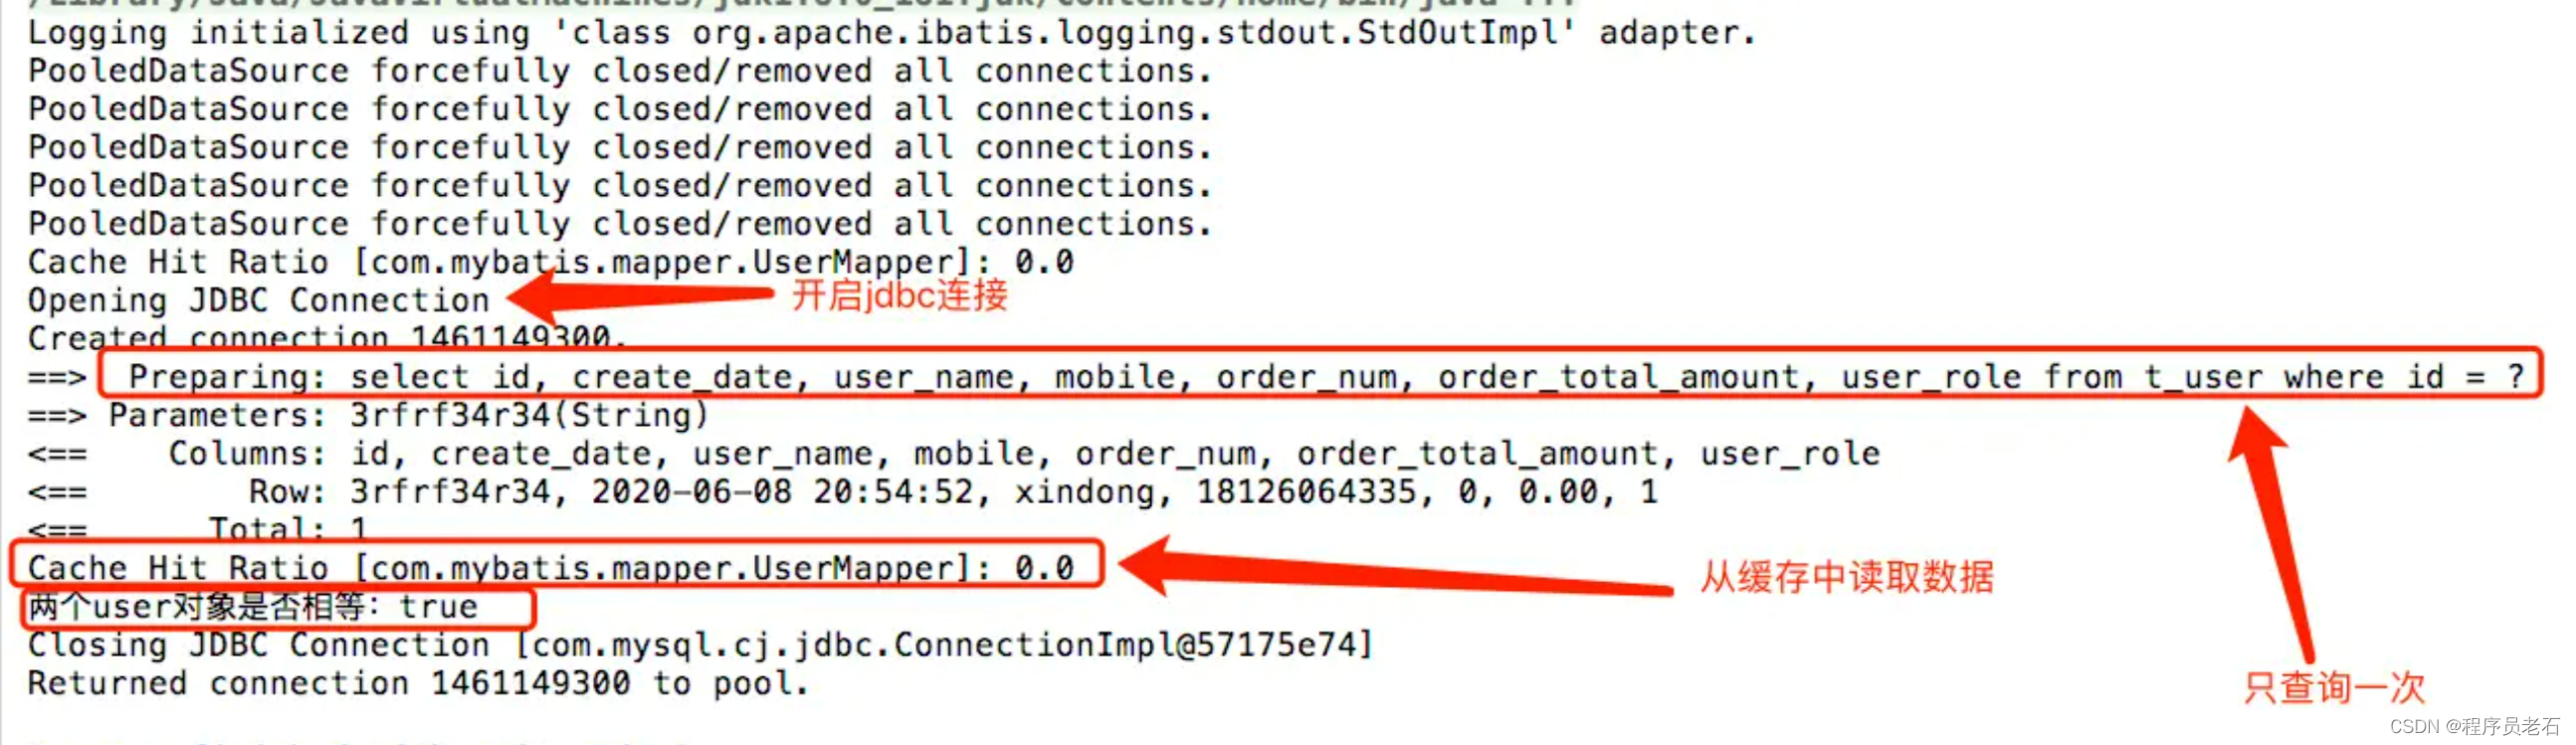 Logging initialized using 'class org.apache.ibatis.logging.stdout.StdOutImpl' adapter.
PooledDataSource forcefully closed/removed all connections.
PooledDataSource forcefully closed/removed all connections.
PooledDataSource forcefully closed/removed all connections.
PooledDataSource forcefully closed/removed all connections.
PooledDataSource forcefully closed/removed all connections.
Cache Hit Ratio [com.mybatis.mapper.UserMapper]: 0.0
Opening JDBC Connection
开启jdbc连接
Created connection 1461149300.
==>  Preparing: select id, create_date, user_name, mobile, order_num, order_total_amount, user_role from t_user where id = ?
==> Parameters: 3rfrf34r34(String)
<==    Columns: id, create_date, user_name, mobile, order_num, order_total_amount, user_role
<==        Row: 3rfrf34r34, 2020-06-08 20:54:52, xindong, 18126064335, 0, 0.00, 1
<==      Total: 1
Cache Hit Ratio [com.mybatis.mapper.UserMapper]: 0.0
从缓存中读取数据
两个user对象是否相等：true
Closing JDBC Connection [com.mysql.cj.jdbc.ConnectionImpl@57175e74]
Returned connection 1461149300 to pool.
只查询一次
CSDN @程序员老石